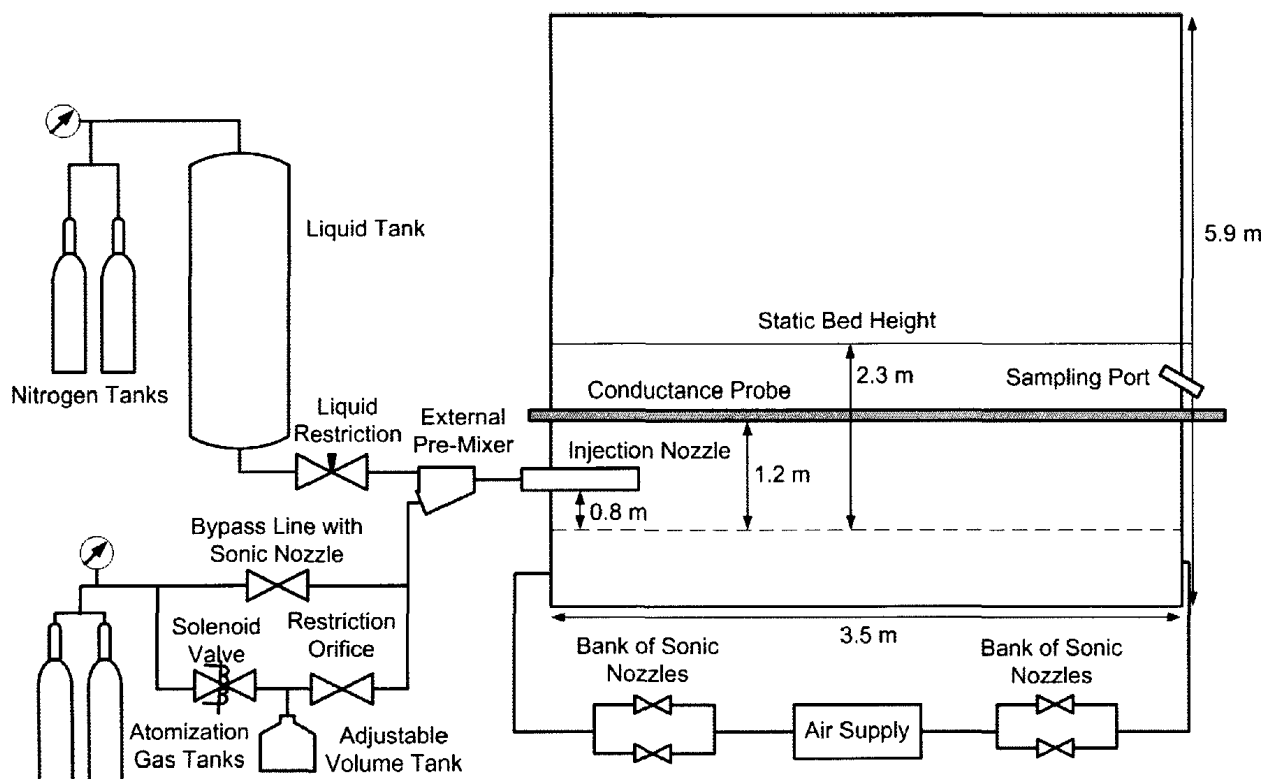 5.9 m
Liquid Tank
Static Bed Height
2.3 m
Sampling Port
Nitrogen Tanks
Conductance Probe
Liquid
Restriction
External
Pre-Mixer
Injection Nozzle
1.2 m
0.8 m
Bypass Line with
Sonic Nozzle
Solenoid
Valve
Restriction
Orifice
3.5 m
Bank of Sonic
Nozzles
Bank of Sonic
Nozzles
Air Supply
Atomization
Gas Tanks
Adjustable
Volume Tank